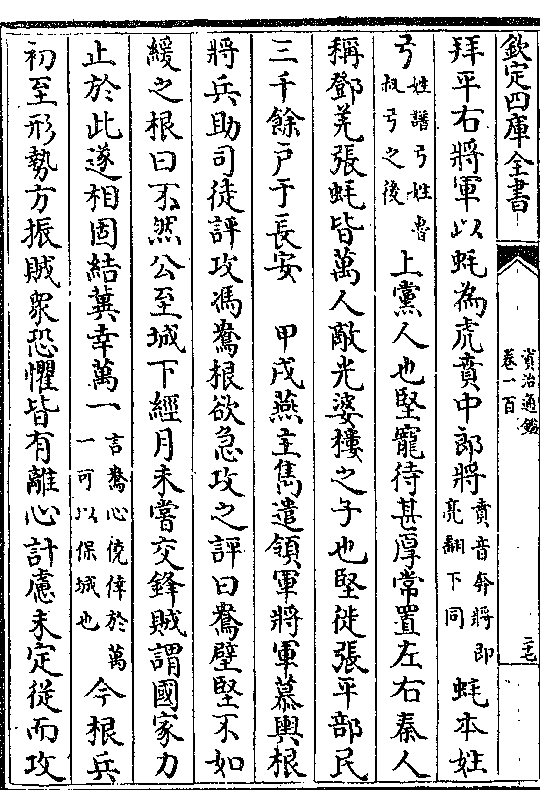 欽定四庫全書
資治通鑑
卷一百
二七
拜平右將軍以蚝為虎賁中郎將賁音奔將即亮翻下同蚝本姓
弓姓譜弓姓魯叔弓之後上黨人也堅寵待甚厚常置左右秦人
稱鄧羌張蚝皆萬人敵光婆樓之子也堅徙張平部民
三千餘戶于長安　甲戌燕主雋遣領軍將軍慕輿根
將兵助司徒評攻馮鴦根欲急攻之評曰鴦壁堅不如
緩之根曰不然公至城下經月未嘗交鋒賊謂國家力
止於此遂相固結冀幸萬一言鴦心僥倖於萬一可以保城也今根兵
初至形勢方振賊衆恐懼皆有離心計慮未定從而攻